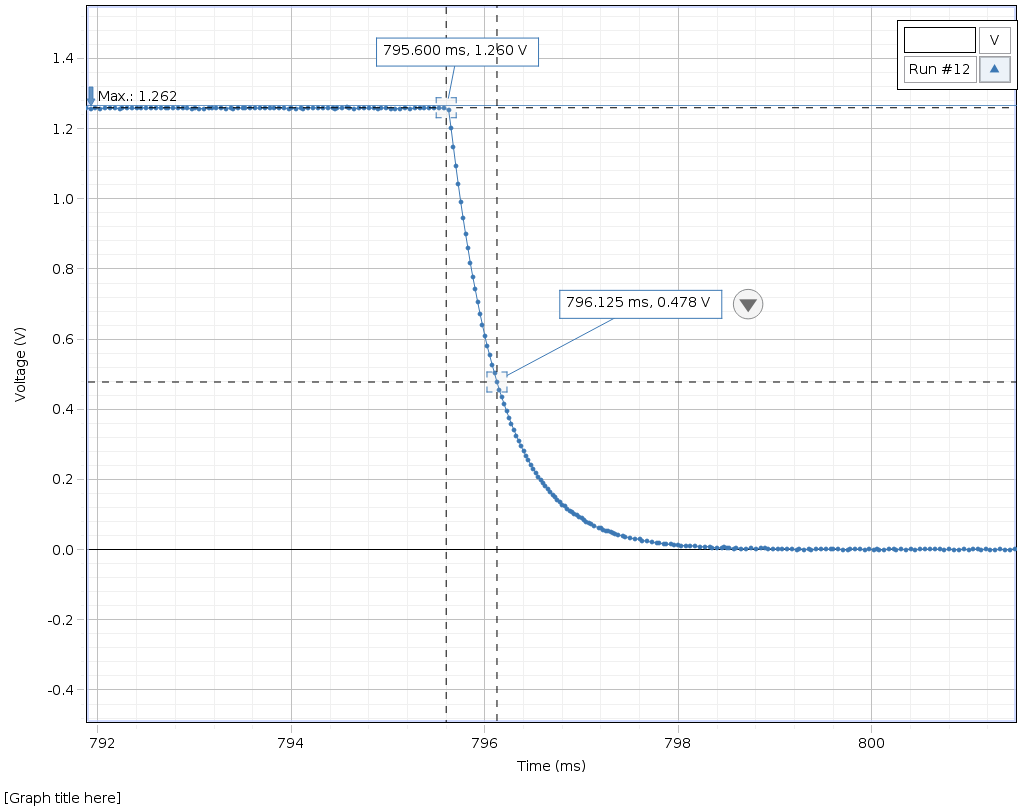 795.600 ms, 1.260 V
V
Run #12
Max.: 1.262
1.4
1.2
1.0
0.8
0.6
0.4
0.2
0.0
-0.2
-0.4
796.125 ms, 0.478 V
Voltage (V)
792
794
796
798
800
Time (ms)
[Graph title here]